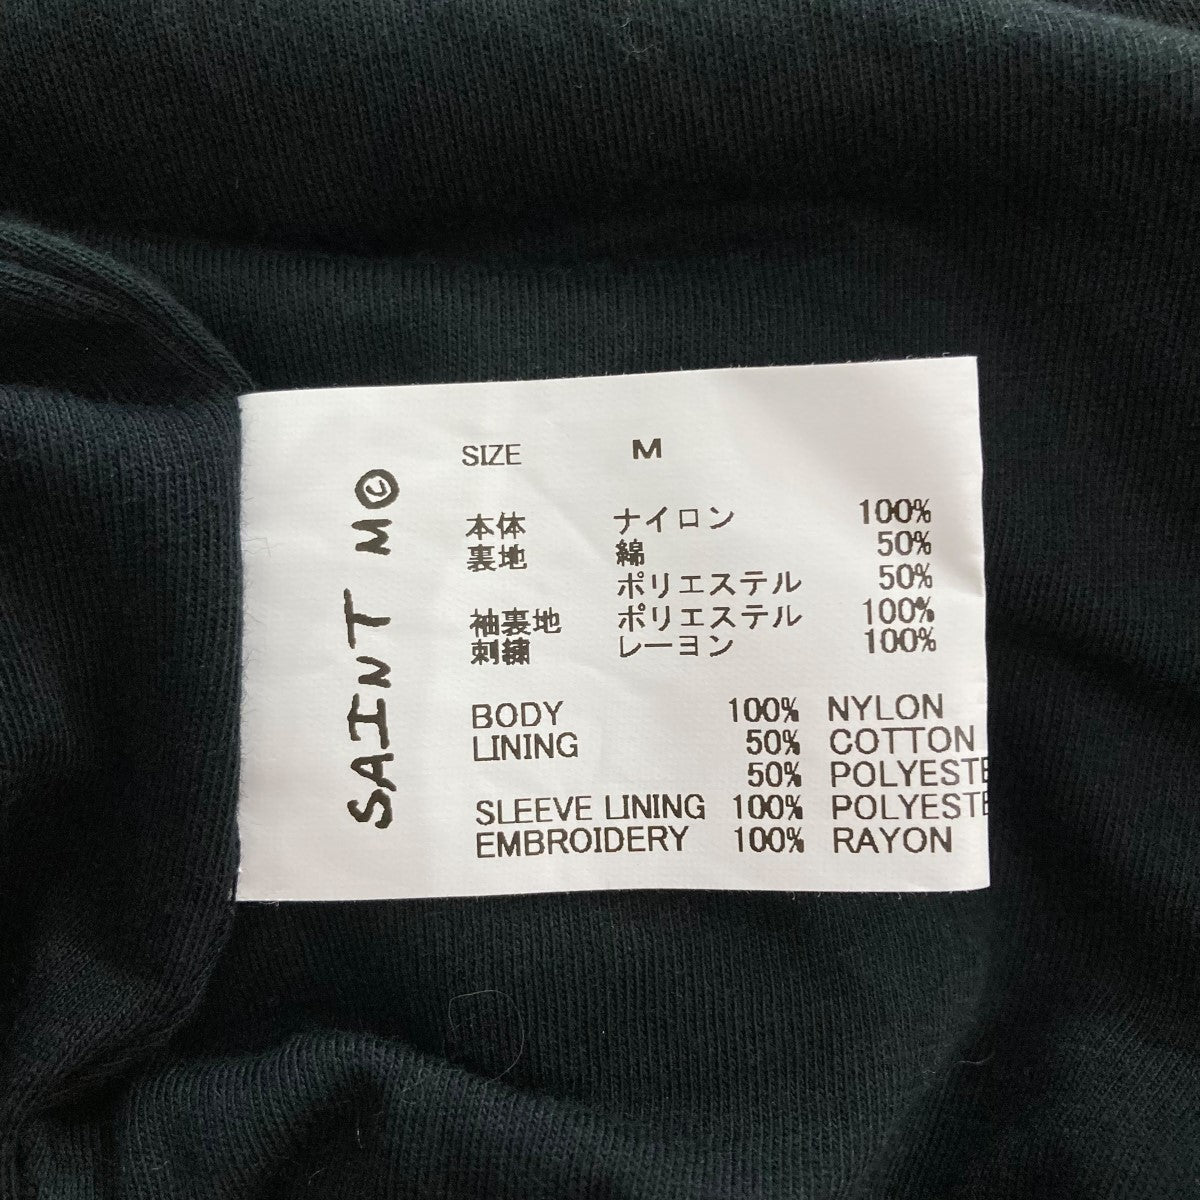 SAINT M©
SIZE M
本体 ナイロン 100%
裏地 綿 50%
ポリエステル 50%
袖裏地 ポリエステル 100%
刺繍 レーヨン 100%
BODY 100% NYLON
LINING 50% COTTON
50% POLYESTE
SLEEVE LINING 100% POLYESTE
EMBROIDERY 100% RAYON